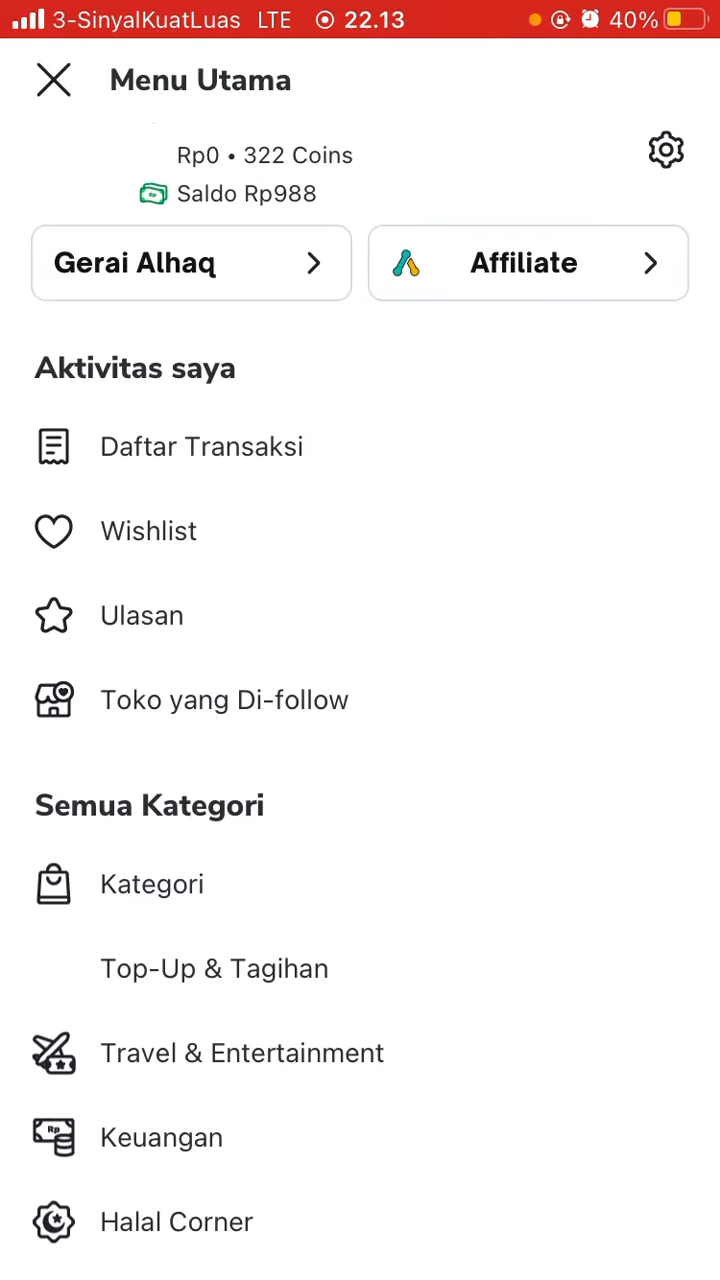 3-SinyalKuatLuas LTE 22.13 40%
Menu Utama
Rp0 • 322 Coins
Saldo Rp988
Gerai Alhaq
Affiliate
Aktivitas saya
Daftar Transaksi
Wishlist
Ulasan
Toko yang Di-follow
Semua Kategori
Kategori
Top-Up & Tagihan
Travel & Entertainment
Keuangan
Halal Corner